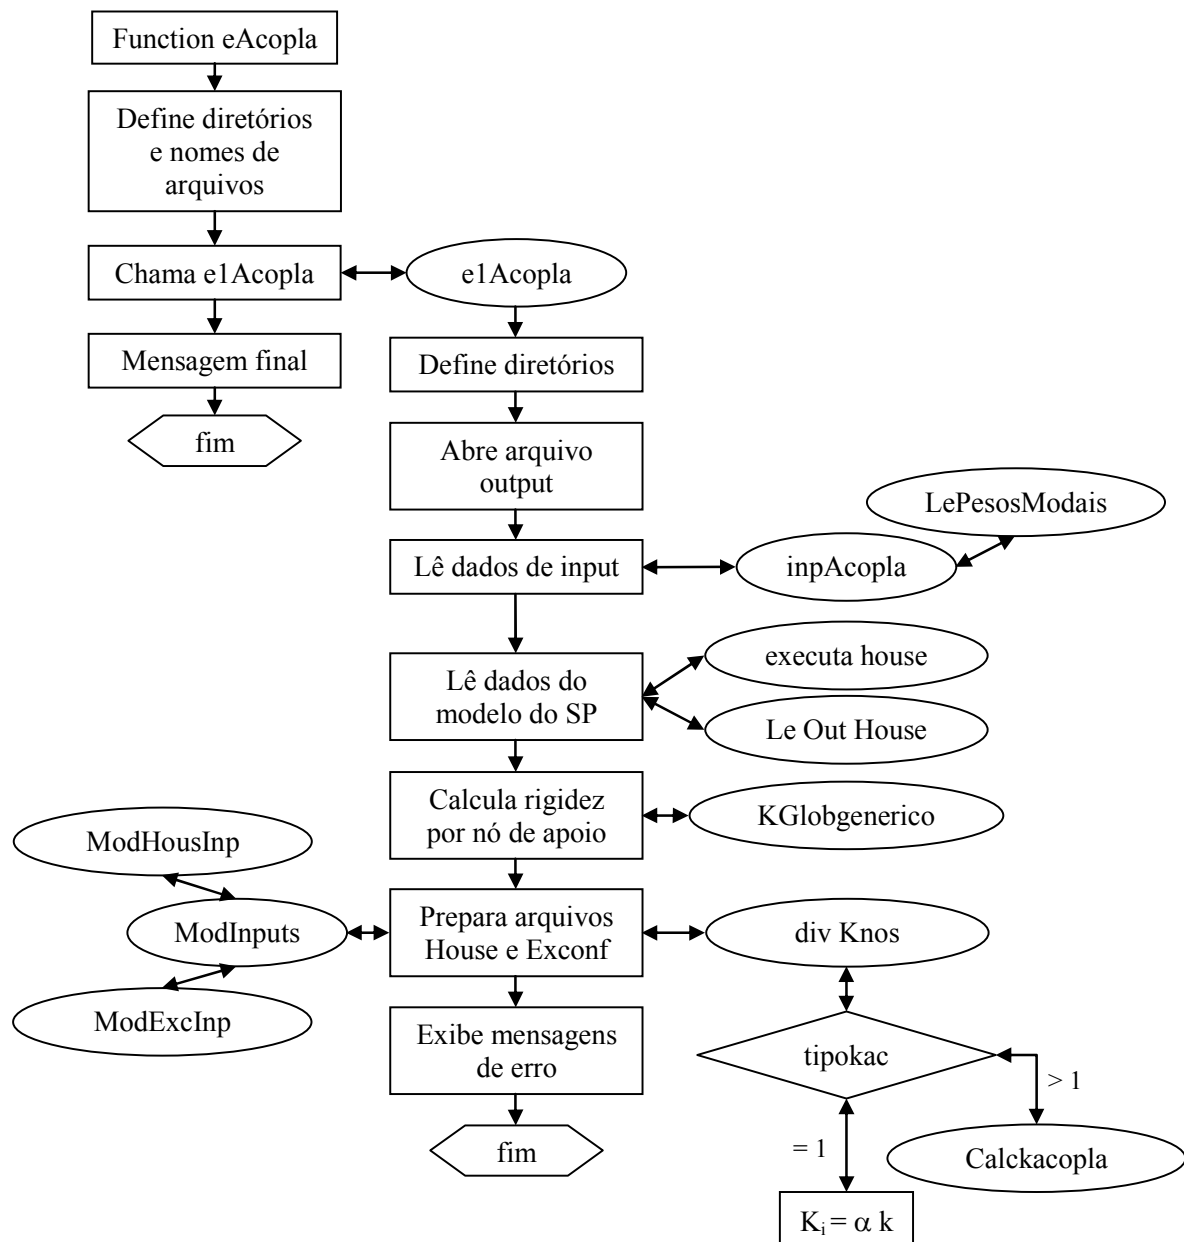 Function eAcopla
Define diretórios
e nomes de
arquivos
Chama e1Acopla
e1Acopla
Mensagem final
fim
Define diretórios
Abre arquivo
output
LePesosModais
Lê dados de input
inpAcopla
executa house
Lê dados do
modelo do SP
Le Out House
Calcula rigidez
por nó de apoio
KGlobgenerico
ModHousInp
ModInputs
Prepara arquivos
House e Exconf
div Knos
ModExcInp
Exibe mensagens
de erro
tipokac
> 1
fim
= 1
Calckacopla
Ki = α k